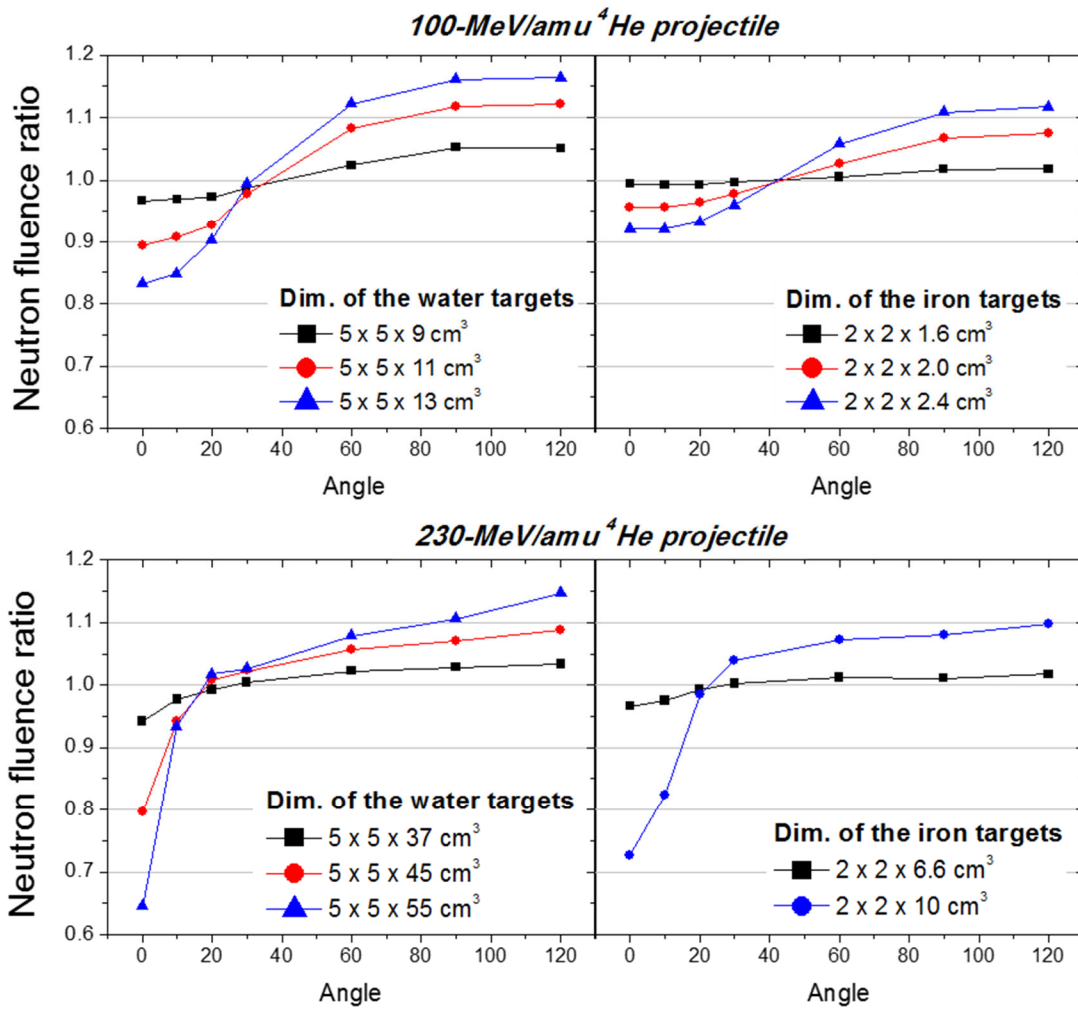 100-MeV/amu ⁴He projectile
Neutron fluence ratio
1.2
1.1
1.0
0.9
0.8
0.7
0.6
Dim. of the water targets
5 x 5 x 9 cm³
5 x 5 x 11 cm³
5 x 5 x 13 cm³
0 20 40 60 80 100 120
Angle
Dim. of the iron targets
2 x 2 x 1.6 cm³
2 x 2 x 2.0 cm³
2 x 2 x 2.4 cm³
0 20 40 60 80 100 120
Angle
230-MeV/amu ⁴He projectile
Neutron fluence ratio
1.2
1.1
1.0
0.9
0.8
0.7
0.6
Dim. of the water targets
5 x 5 x 37 cm³
5 x 5 x 45 cm³
5 x 5 x 55 cm³
0 20 40 60 80 100 120
Angle
Dim. of the iron targets
2 x 2 x 6.6 cm³
2 x 2 x 10 cm³
0 20 40 60 80 100 120
Angle